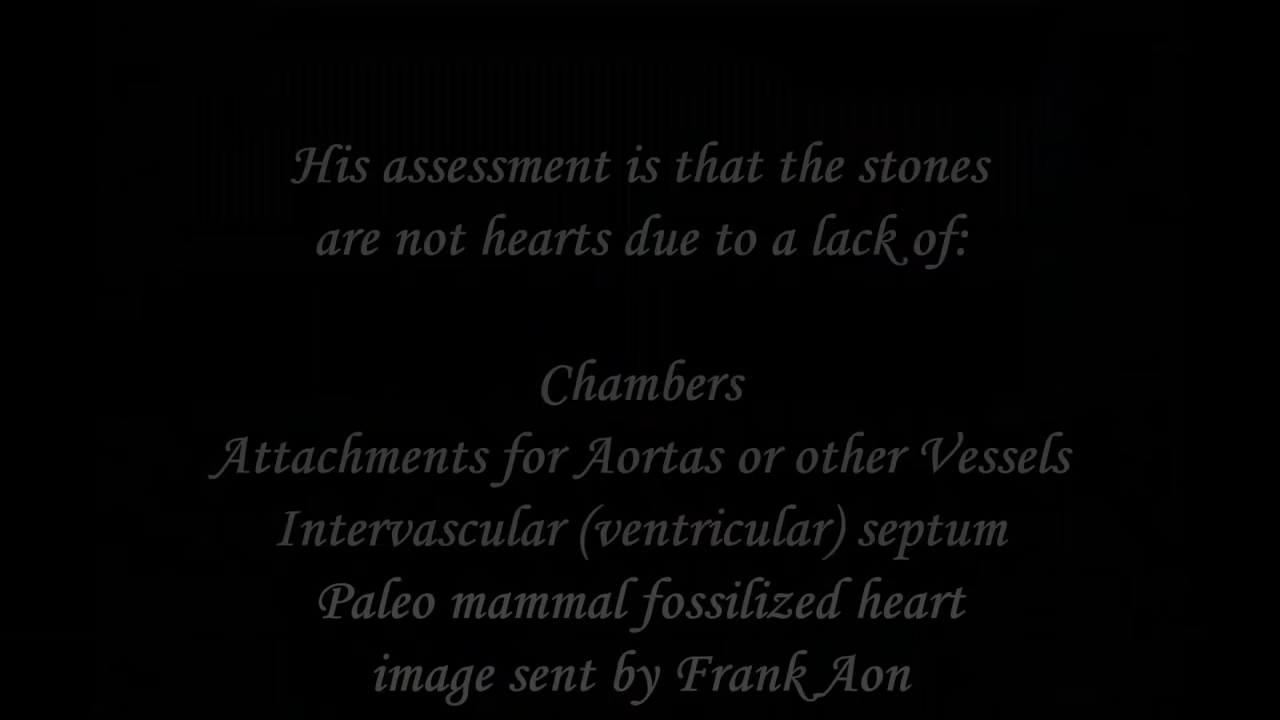 His assessment is that the stones
are not hearts due to a lack of:
Chambers
Attachments for Aortas or other Vessels
Intervascular (ventricular) septum
Paleo mammal fossilized heart
image sent by Frank Aon